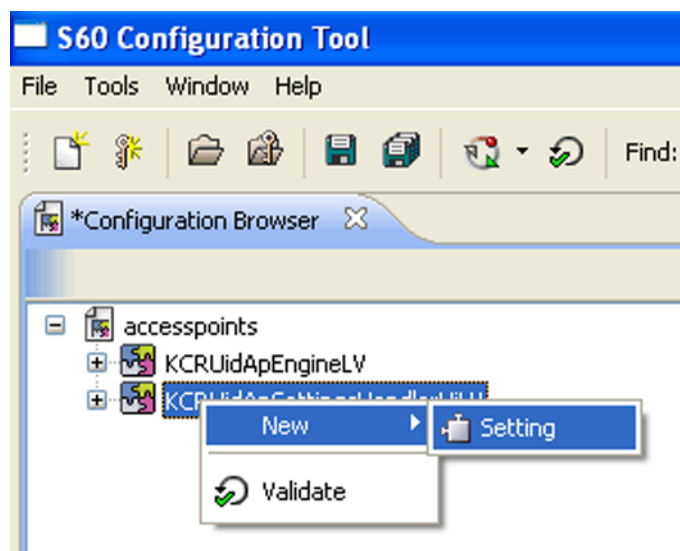 S60 Configuration Tool
File Tools Window Help
Find:
*Configuration Browser
accesspoints
KCRUidApEngineLV
New
Setting
Validate